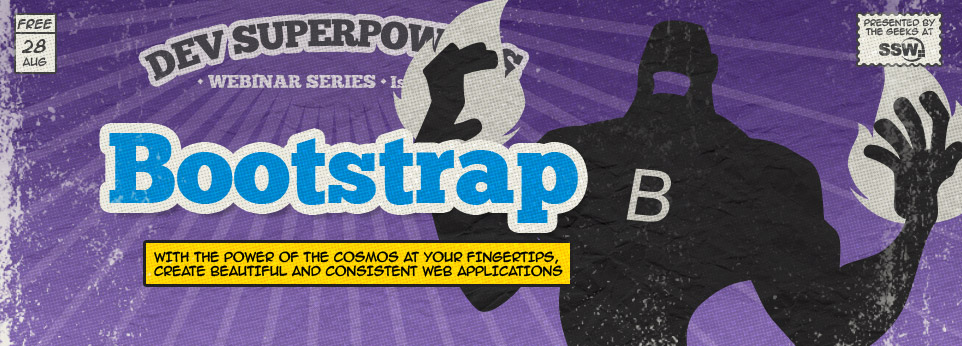 FREE
28
AUG
DEV SUPERPOW
• WEBINAR SERIES •
Bootstrap
WITH THE POWER OF THE COSMOS AT YOUR FINGERTIPS,
CREATE BEAUTIFUL AND CONSISTENT WEB APPLICATIONS
B
PRESENTED BY
THE GEEKS AT
SSW